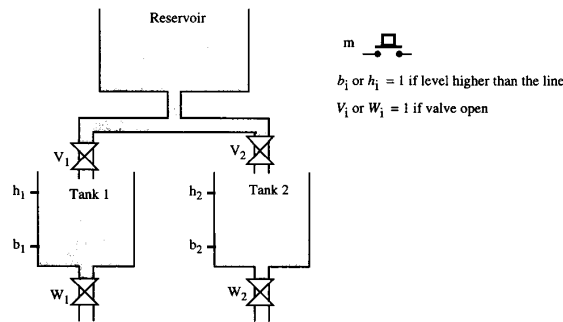 Reservoir
m
b_i or h_i = 1 if level higher than the line
V_i or W_i = 1 if valve open
V_1
V_2
h_1
Tank 1
h_2
Tank 2
b_1
b_2
W_1
W_2